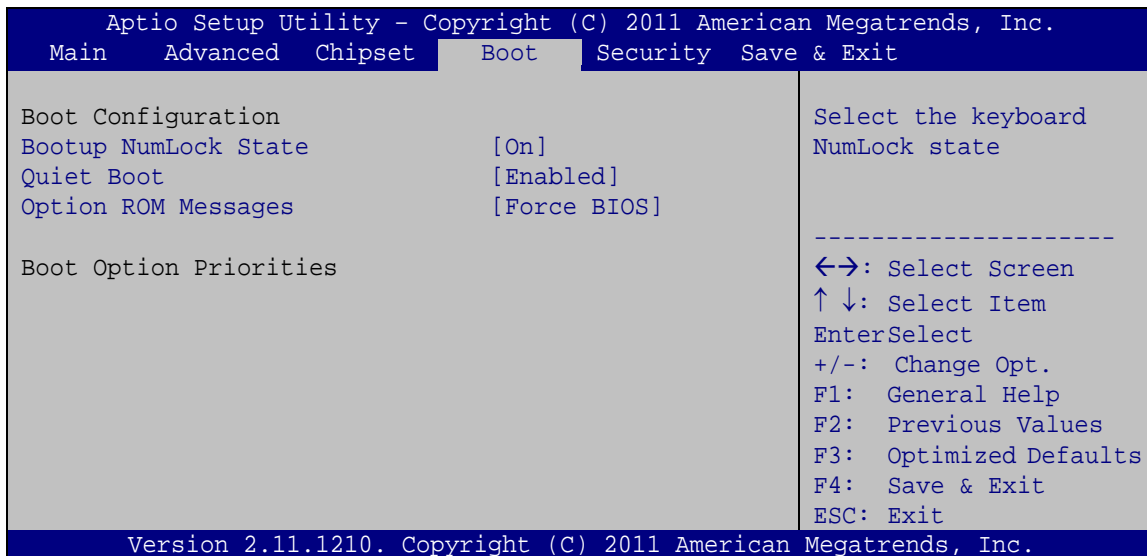 Aptio Setup Utility – Copyright (C) 2011 American Megatrends, Inc.
Main Advanced Chipset Boot Security Save & Exit
Boot Configuration
Bootup NumLock State [On]
Quiet Boot [Enabled]
Option ROM Messages [Force BIOS]
Boot Option Priorities
Select the keyboard
NumLock state
---------------------
←→: Select Screen
↑ ↓: Select Item
EnterSelect
+/-: Change Opt.
F1: General Help
F2: Previous Values
F3: Optimized Defaults
F4: Save & Exit
ESC: Exit
Version 2.11.1210. Copyright (C) 2011 American Megatrends, Inc.